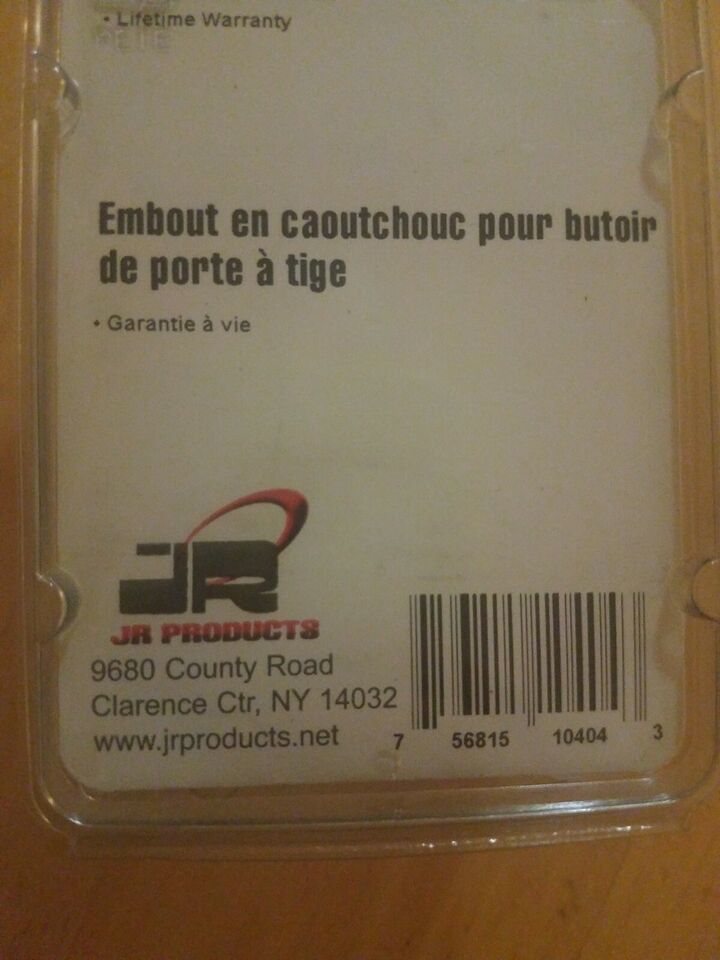 • Lifetime Warranty
Embout en caoutchouc pour butoir
de porte à tige
• Garantie à vie
JR
JR PRODUCTS
9680 County Road
Clarence Ctr, NY 14032
www.jrproducts.net
7 56815 10404 3